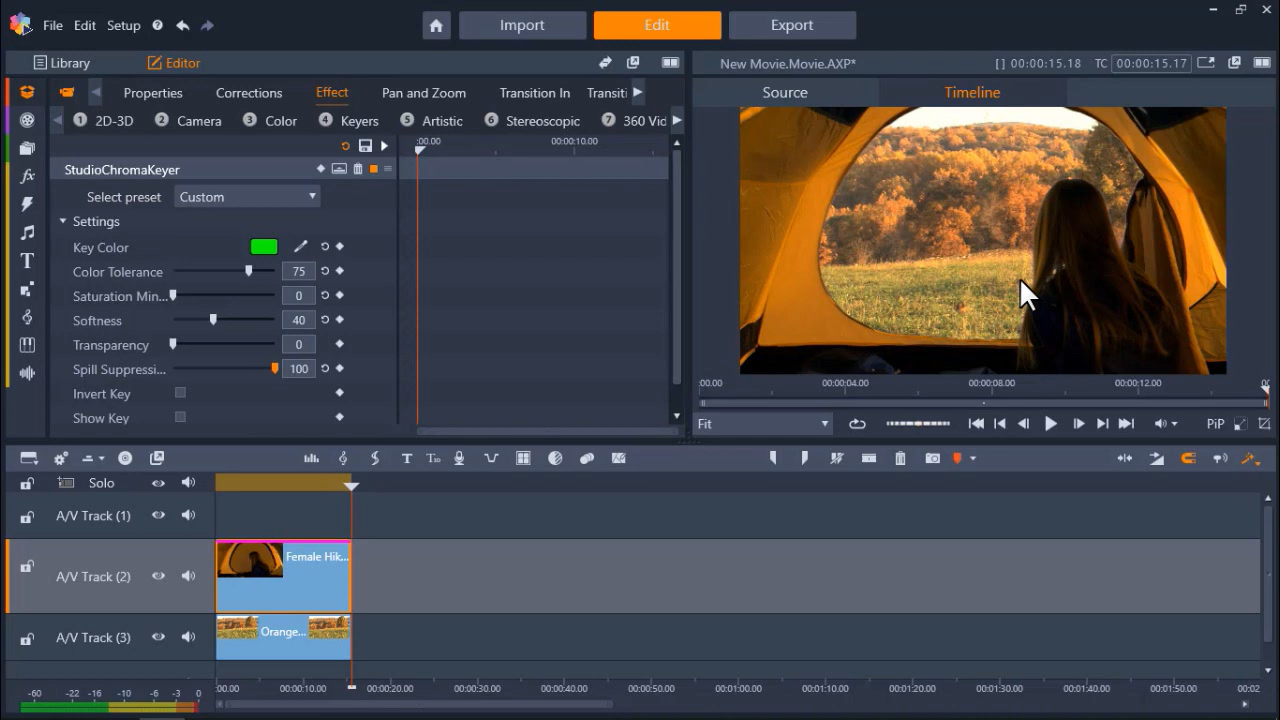 File Edit Setup Import Edit Export
Library Editor New Movie.Movie.AXP* [] 00:00:15.18 TC 00:00:15.17
Properties Corrections Effect Pan and Zoom Transition In Transiti Source Timeline
1 2D-3D 2 Camera 3 Color 4 Keyers 5 Artistic 6 Stereoscopic 7 360 Vid
:00.00 00:00:10.00
StudioChromaKeyer
Select preset Custom
Settings
Key Color
Color Tolerance 75
Saturation Min... 0
Softness 40
Transparency 0
Spill Suppressi... 100
Invert Key
Show Key
:00.00 00:00:04.00 00:00:08.00 00:00:12.00
Fit PiP
Solo
A/V Track (1)
A/V Track (2) Female Hik...
A/V Track (3) Orange...
-60 -22 -16 -10 -6 -3 0 :00.00 00:00:10.00 00:00:20.00 00:00:30.00 00:00:40.00 00:00:50.00 00:01:00.00 00:01:10.00 00:01:20.00 00:01:30.00 00:01:40.00 00:01:50.00 00:02